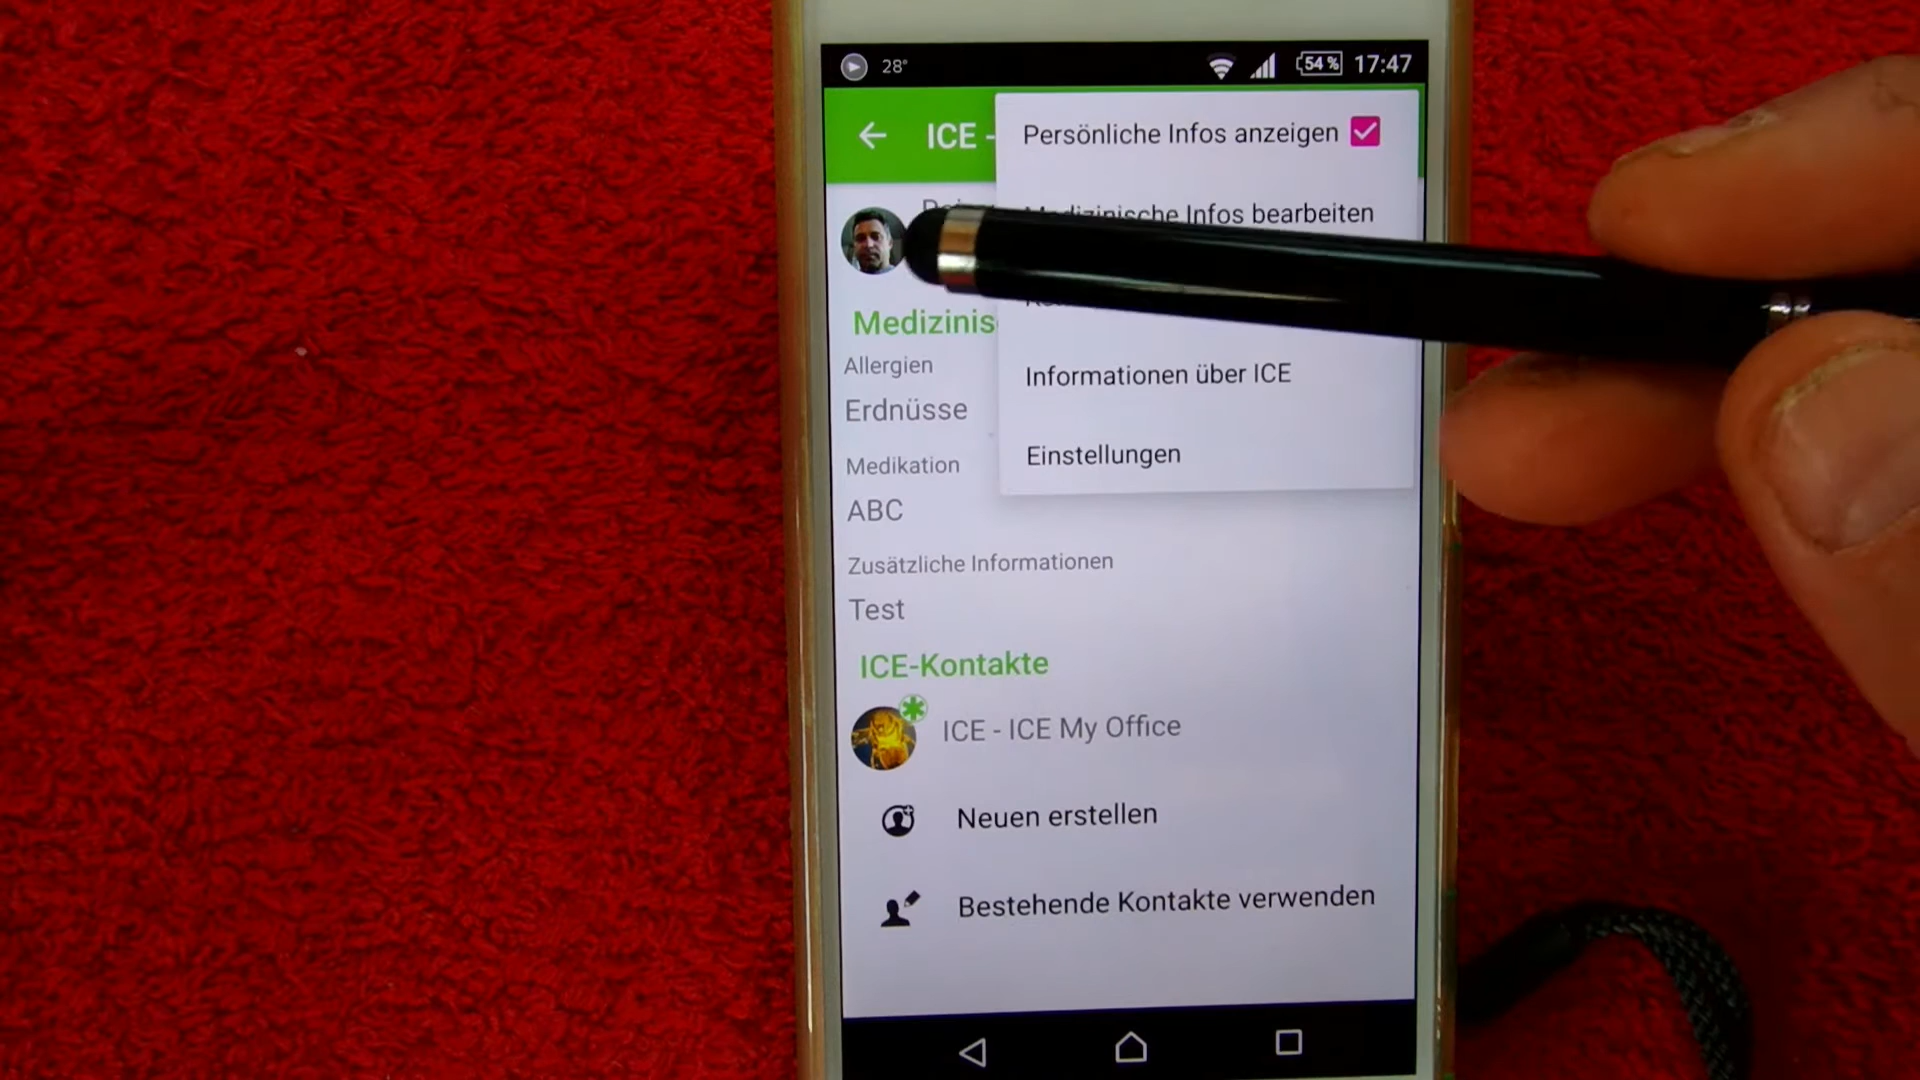 28°
54% 17:47
ICE -
Persönliche Infos anzeigen
Medizinische Infos bearbeiten
Medizinis
Allergien
Informationen über ICE
Erdnüsse
Einstellungen
Medikation
ABC
Zusätzliche Informationen
Test
ICE-Kontakte
ICE - ICE My Office
Neuen erstellen
Bestehende Kontakte verwenden